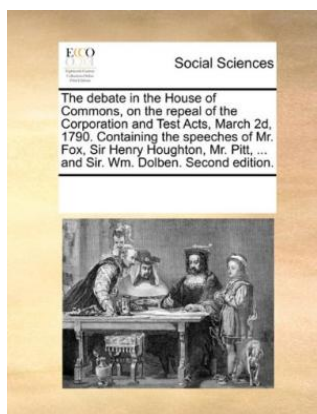 ECCO
Social Sciences
The debate in the House of
Commons, on the repeal of the
Corporation and Test Acts, March 2d,
1790. Containing the speeches of Mr.
Fox, Sir Henry Houghton, Mr. Pitt, ...
and Sir. Wm. Dolben. Second edition.